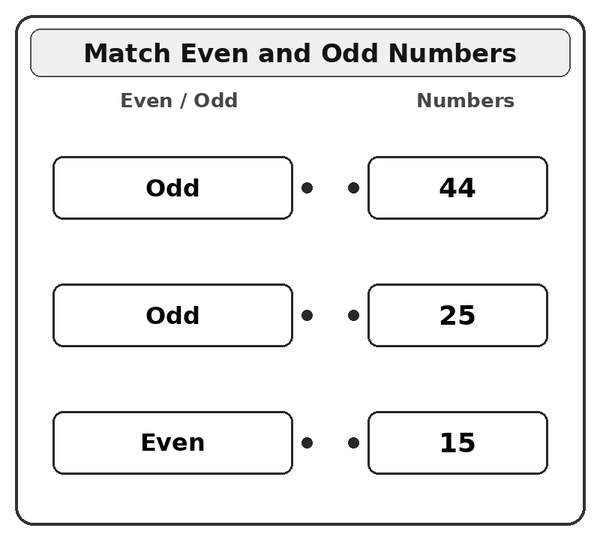 Match Even and Odd Numbers
Even / Odd Numbers
Odd 44
Odd 25
Even 15